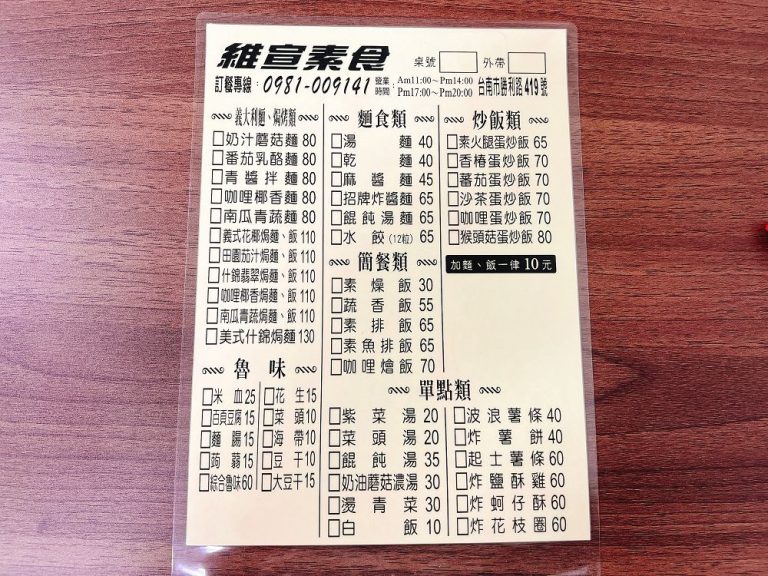 維宣素食 桌號 外帶
訂餐專線：0981-009141 營業時間：Am11:00~Pm14:00 Pm17:00~Pm20:00 台南市勝利路419號
義大利麵、焗烤類
奶汁蘑菇麵 80
番茄乳酪麵 80
青醬拌麵 80
咖哩椰香麵 80
南瓜青蔬麵 80
義式花椰焗麵、飯 110
田園茄汁焗麵、飯 110
什錦翡翠焗麵、飯 110
咖哩椰香焗麵、飯 110
南瓜青蔬焗麵、飯 110
美式什錦焗麵 130
魯味
米血 25
百頁豆腐 15
麵腸 15
蒟蒻 15
綜合魯味 60
花生 15
菜頭 10
海帶 10
豆干 10
大豆干 15
麵食類
湯麵 40
乾麵 40
麻醬麵 45
招牌炸醬麵 65
餛飩湯麵 65
水餃(12粒) 65
簡餐類
素燥飯 30
蔬香飯 55
素排飯 65
素魚排飯 65
咖哩燴飯 70
炒飯類
素火腿蛋炒飯 65
香椿蛋炒飯 70
蕃茄蛋炒飯 70
沙茶蛋炒飯 70
咖哩蛋炒飯 70
猴頭菇蛋炒飯 80
加麵、飯一律 10 元
單點類
紫菜湯 20
菜頭湯 20
餛飩湯 35
奶油蘑菇濃湯 30
燙青菜 30
白飯 10
波浪薯條 40
炸薯餅 40
起士薯條 60
炸鹽酥雞 60
炸蚵仔酥 60
炸花枝圈 60